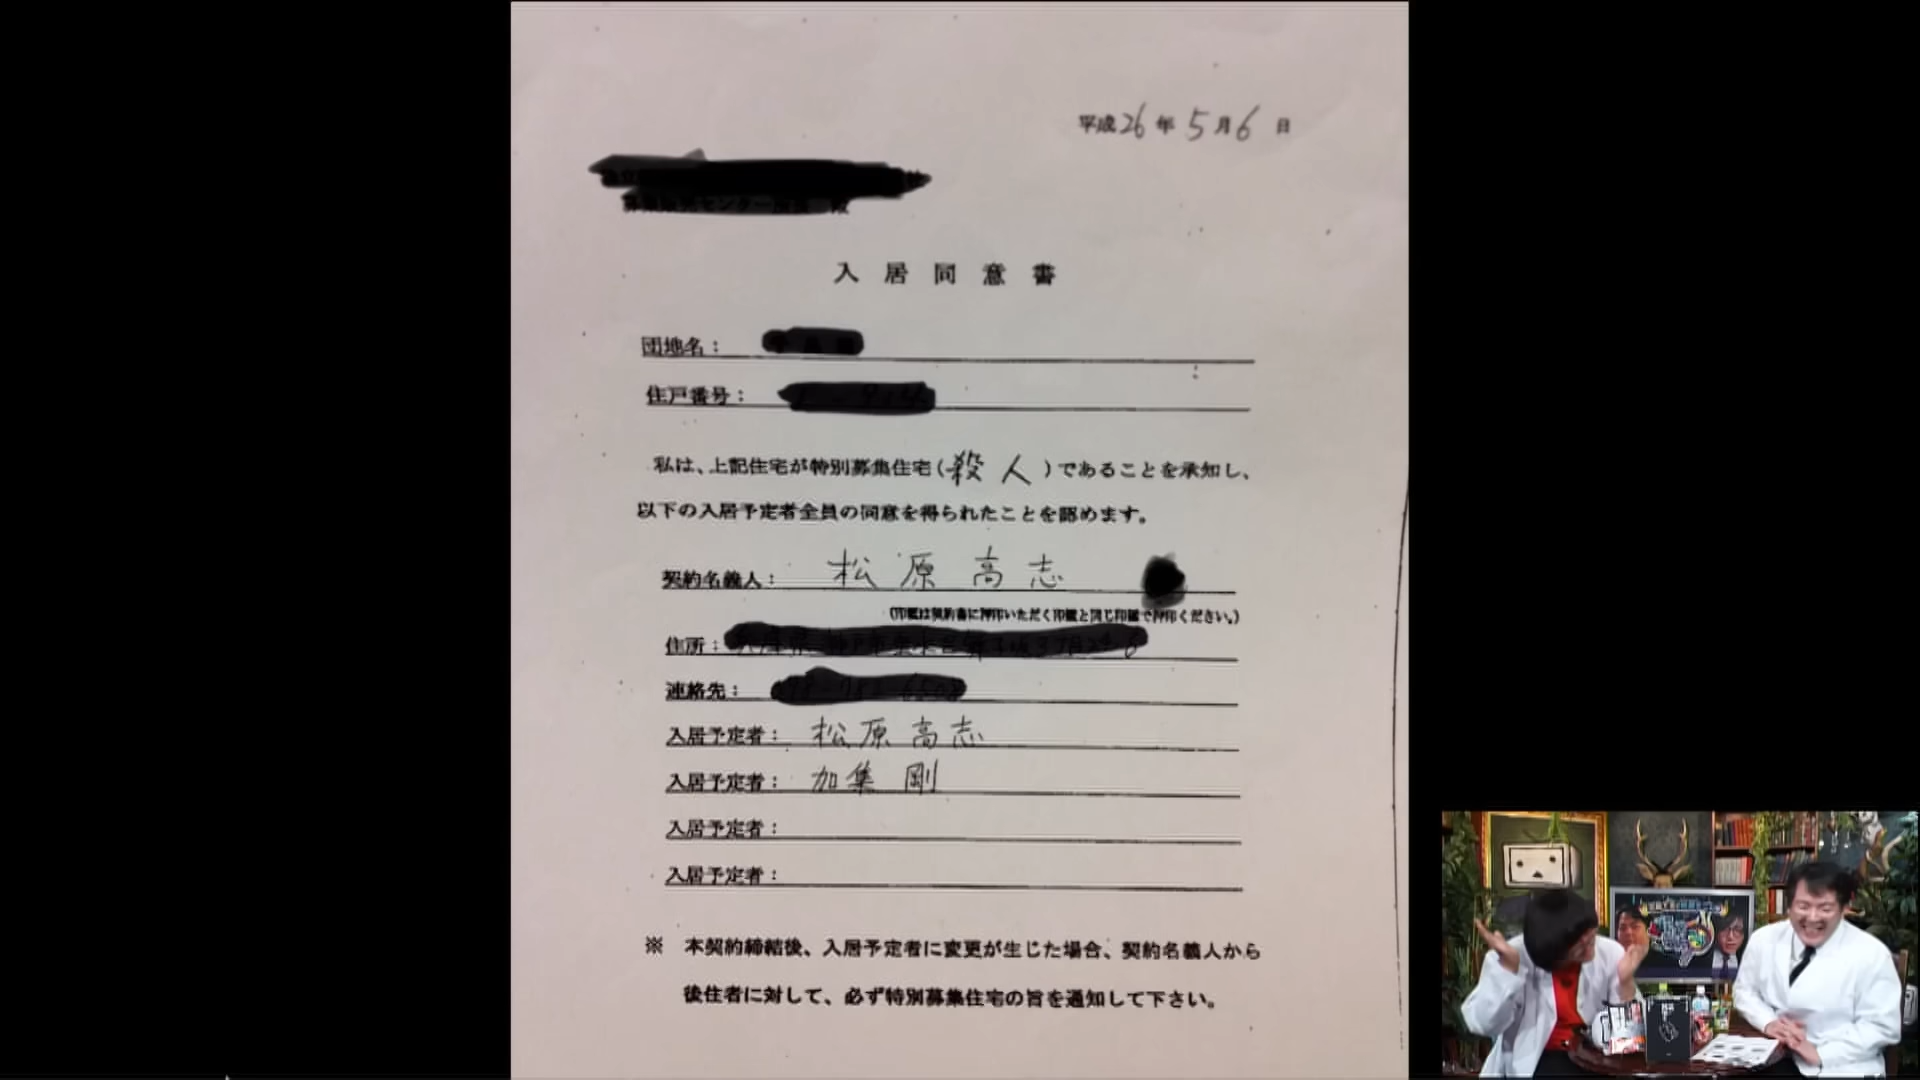 平成26年5月6日
入居同意書
団地名：
住戸番号：
私は、上記住宅が特別募集住宅(殺人)であることを承知し、
以下の入居予定者全員の同意を得られたことを認めます。
契約名義人： 松原高志
(印鑑は契約書に押印いただく印鑑と同じ印鑑で押印ください。)
住所：
連絡先：
入居予定者： 松原高志
入居予定者： 加集剛
入居予定者：
入居予定者：
※ 本契約締結後、入居予定者に変更が生じた場合、契約名義人から
後住者に対して、必ず特別募集住宅の旨を通知して下さい。